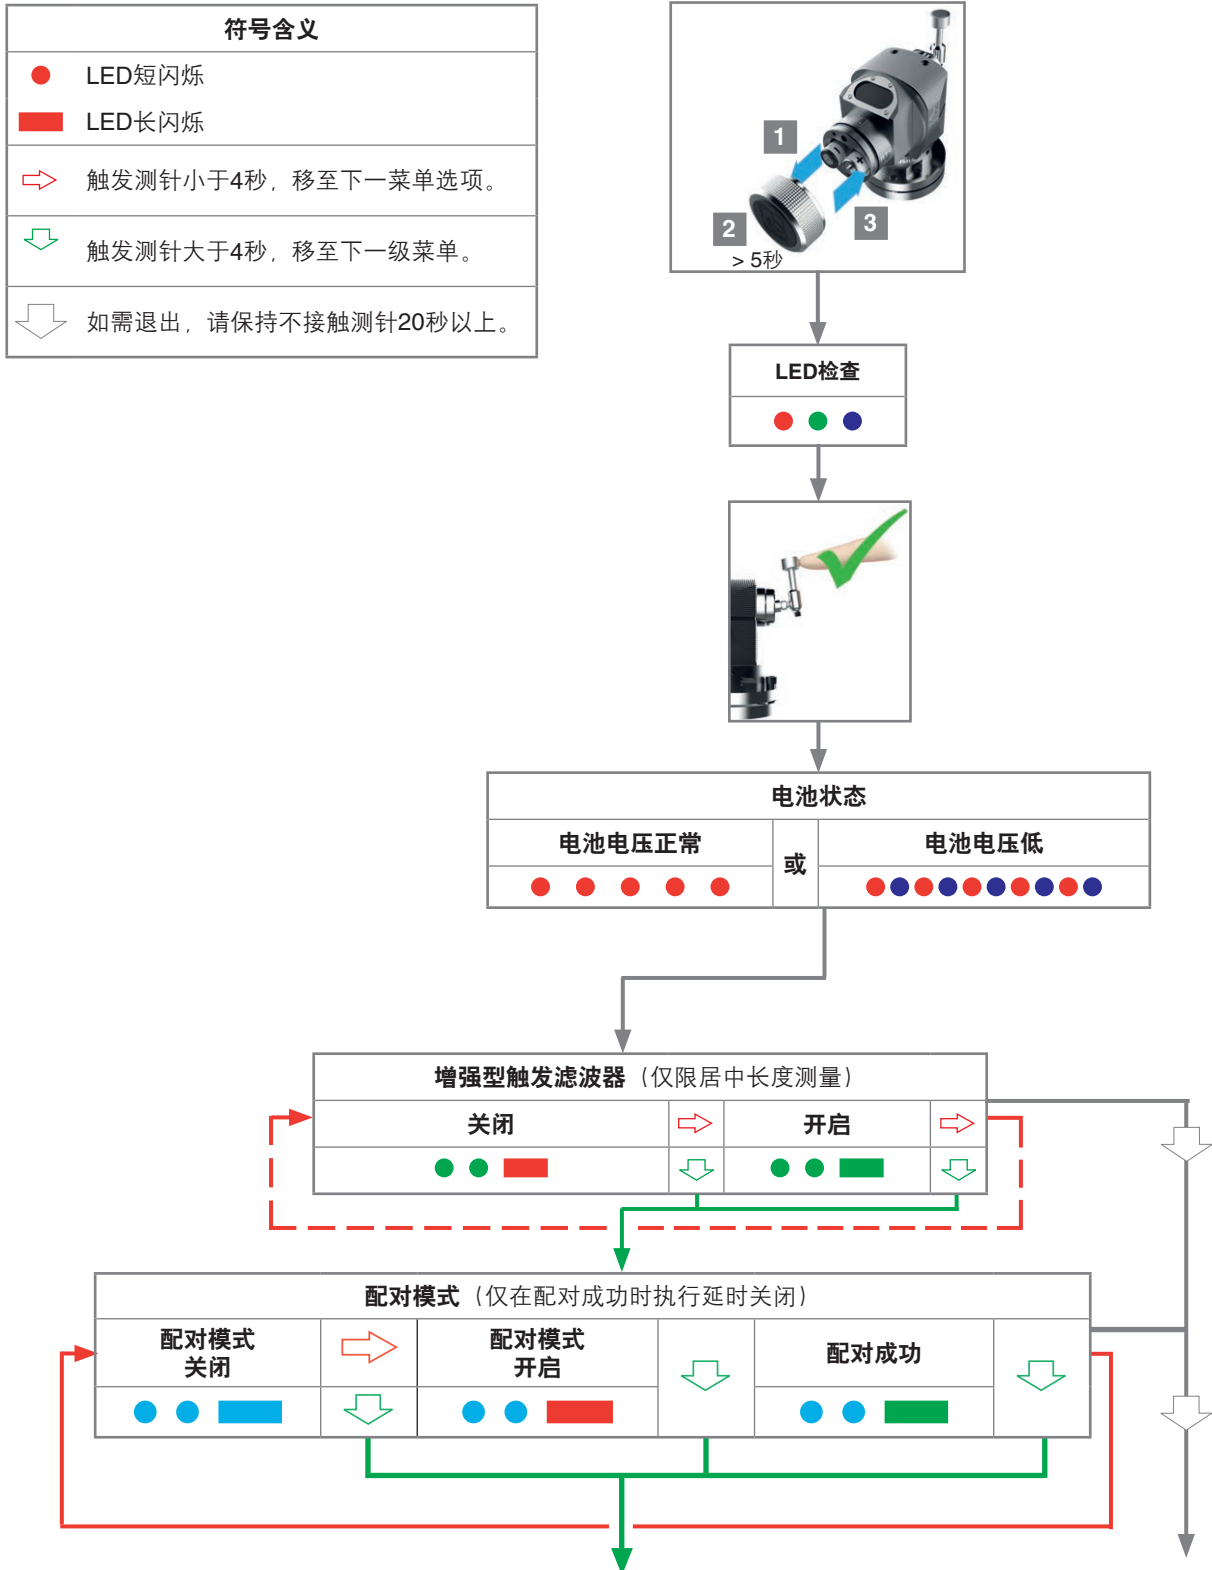 符号含义
LED短闪烁
LED长闪烁
触发测针小于4秒，移至下一菜单选项。
触发测针大于4秒，移至下一级菜单。
如需退出，请保持不接触测针20秒以上。
1
2
3
> 5秒
LED检查
电池状态
电池电压正常
或
电池电压低
增强型触发滤波器（仅限居中长度测量）
关闭
开启
配对模式（仅在配对成功时执行延时关闭）
配对模式
关闭
配对模式
开启
配对成功